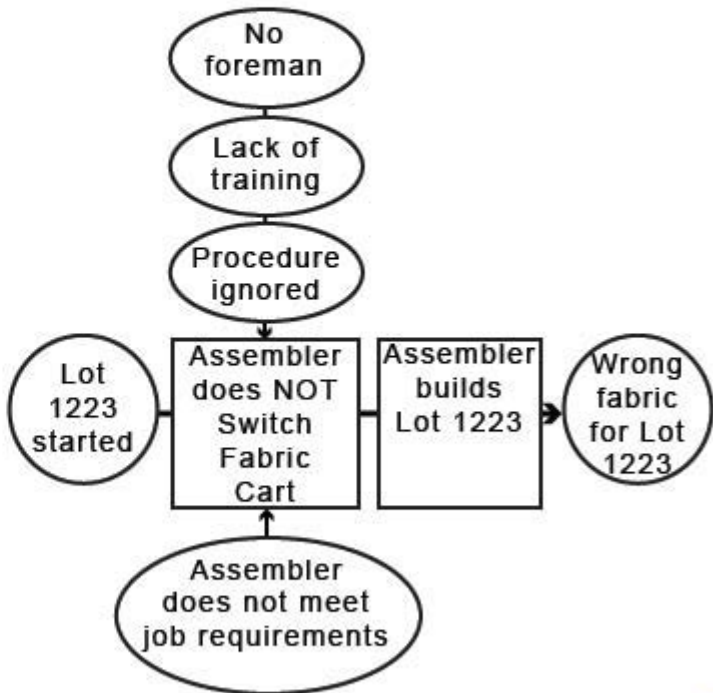 No
foreman
Lack of
training
Procedure
ignored
Lot
1223
started
Assembler
does NOT
Switch
Fabric
Cart
Assembler
builds
Lot 1223
Wrong
fabric
for Lot
1223
Assembler
does not meet
job requirements